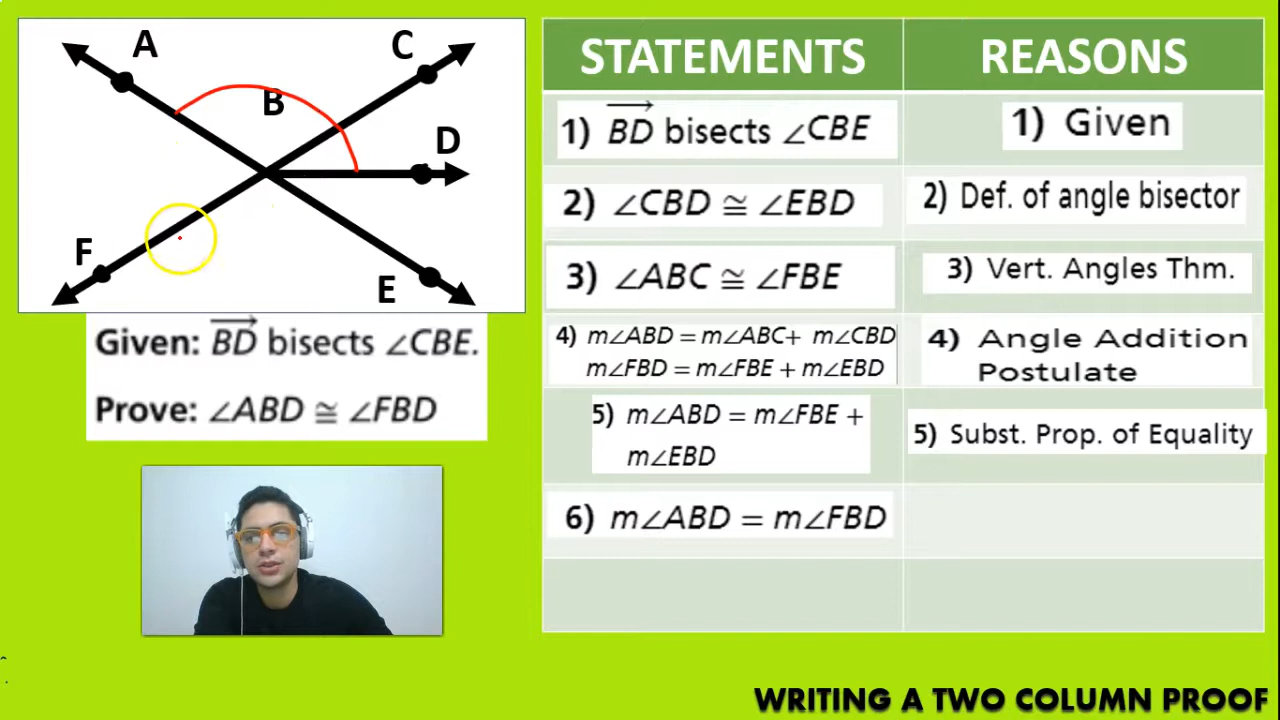 A
C
B
D
F
E
Given: BD bisects ∠CBE.
Prove: ∠ABD ≅ ∠FBD
STATEMENTS
REASONS
1) BD bisects ∠CBE
1) Given
2) ∠CBD ≅ ∠EBD
2) Def. of angle bisector
3) ∠ABC ≅ ∠FBE
3) Vert. Angles Thm.
4) m∠ABD = m∠ABC+ m∠CBD
m∠FBD = m∠FBE + m∠EBD
4) Angle Addition
Postulate
5) m∠ABD = m∠FBE +
m∠EBD
5) Subst. Prop. of Equality
6) m∠ABD = m∠FBD
WRITING A TWO COLUMN PROOF